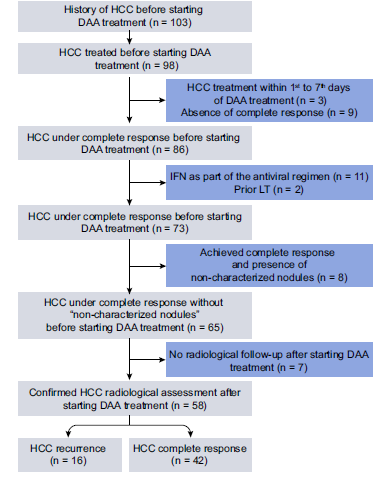 History of HCC before starting
DAA treatment (n = 103)
HCC treated before starting DAA
treatment (n = 98)
HCC treatment within 1st to 7th days
of DAA treatment (n = 3)
Absence of complete response (n = 9)
HCC under complete response before starting
DAA treatment (n = 86)
IFN as part of the antiviral regimen (n = 11)
Prior LT (n = 2)
HCC under complete response before starting
DAA treatment (n = 73)
Achieved complete response
and presence of
non-characterized nodules (n = 8)
HCC under complete response without
“non-characterized nodules”
before starting DAA treatment (n = 65)
No radiological follow-up after starting DAA
treatment (n = 7)
Confirmed HCC radiological assessment after
starting DAA treatment (n = 58)
HCC recurrence
(n = 16)
HCC complete response
(n = 42)